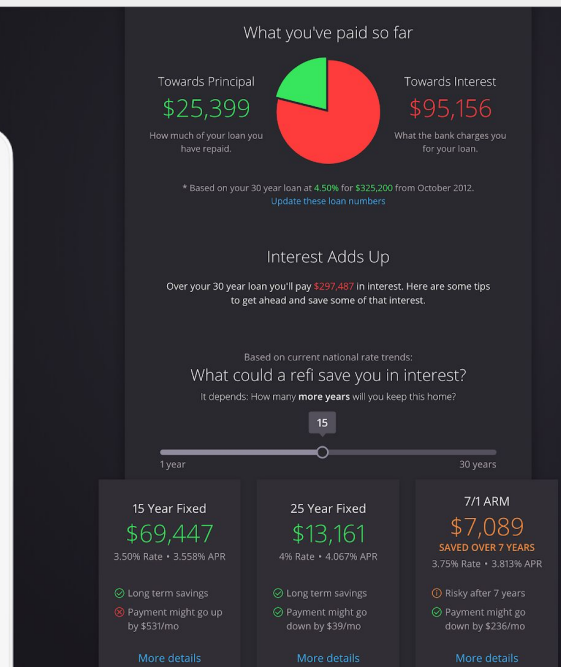 What you've paid so far
Towards Principal
$25,399
How much of your loan you
have repaid.
Towards Interest
$95,156
What the bank charges you
for your loan.
* Based on your 30 year loan at 4.50% for $325,200 from October 2012.
Update these loan numbers
Interest Adds Up
Over your 30 year loan you'll pay $297,487 in interest. Here are some tips
to get ahead and save some of that interest.
Based on current national rate trends:
What could a refi save you in interest?
It depends: How many more years will you keep this home?
15
1 year
30 years
15 Year Fixed
$69,447
3.50% Rate • 3.558% APR
Long term savings
Payment might go up
by $531/mo
More details
25 Year Fixed
$13,161
4% Rate • 4.067% APR
Long term savings
Payment might go
down by $39/mo
More details
7/1 ARM
$7,089
SAVED OVER 7 YEARS
3.75% Rate • 3.813% APR
Risky after 7 years
Payment might go
down by $236/mo
More details